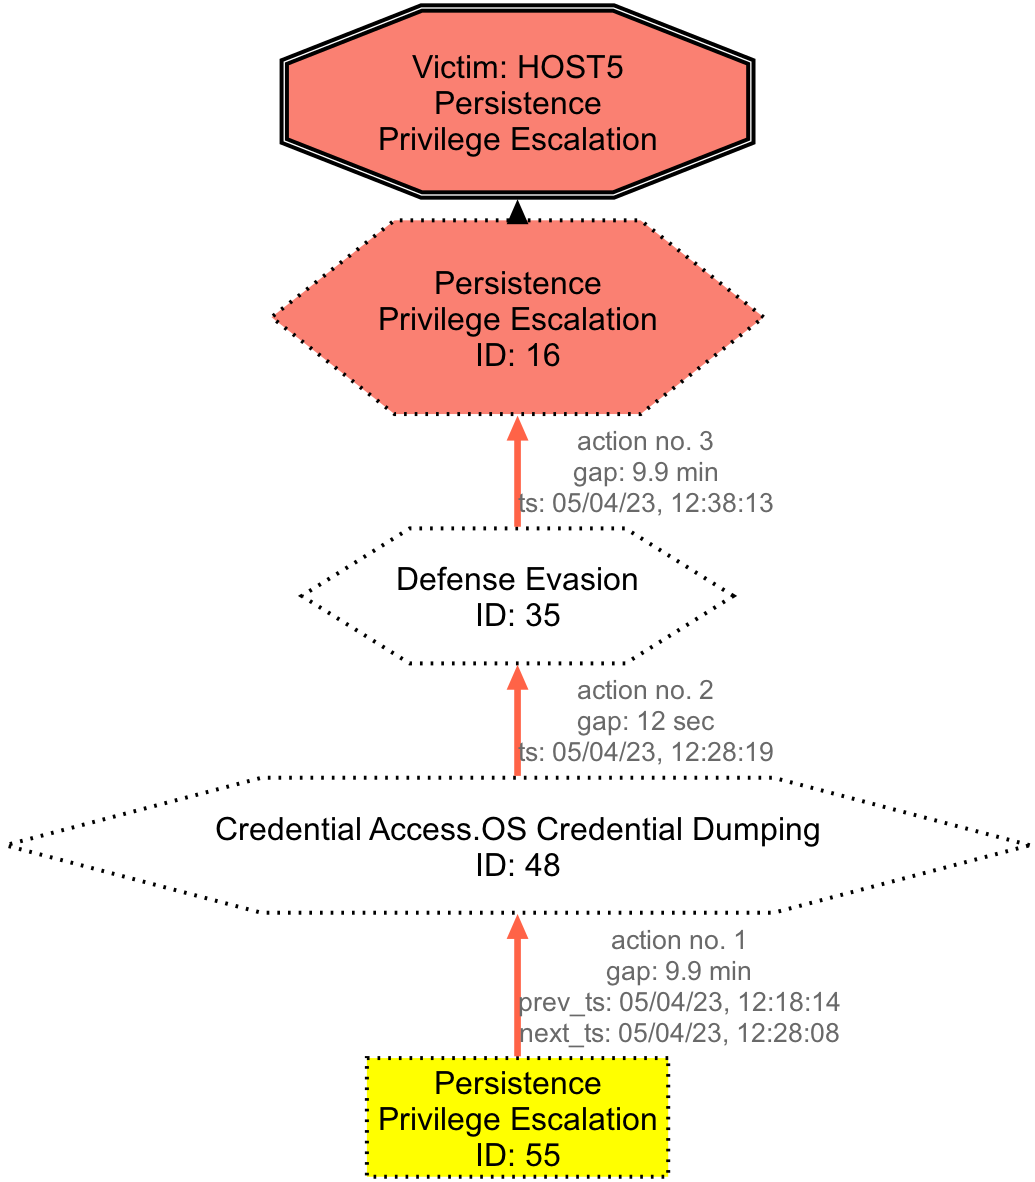 Victim: HOST5
Persistence
Privilege Escalation
Persistence
Privilege Escalation
ID: 16
action no. 3
gap: 9.9 min
ts: 05/04/23, 12:38:13
Defense Evasion
ID: 35
action no. 2
gap: 12 sec
ts: 05/04/23, 12:28:19
Credential Access.OS Credential Dumping
ID: 48
action no. 1
gap: 9.9 min
prev_ts: 05/04/23, 12:18:14
next_ts: 05/04/23, 12:28:08
Persistence
Privilege Escalation
ID: 55